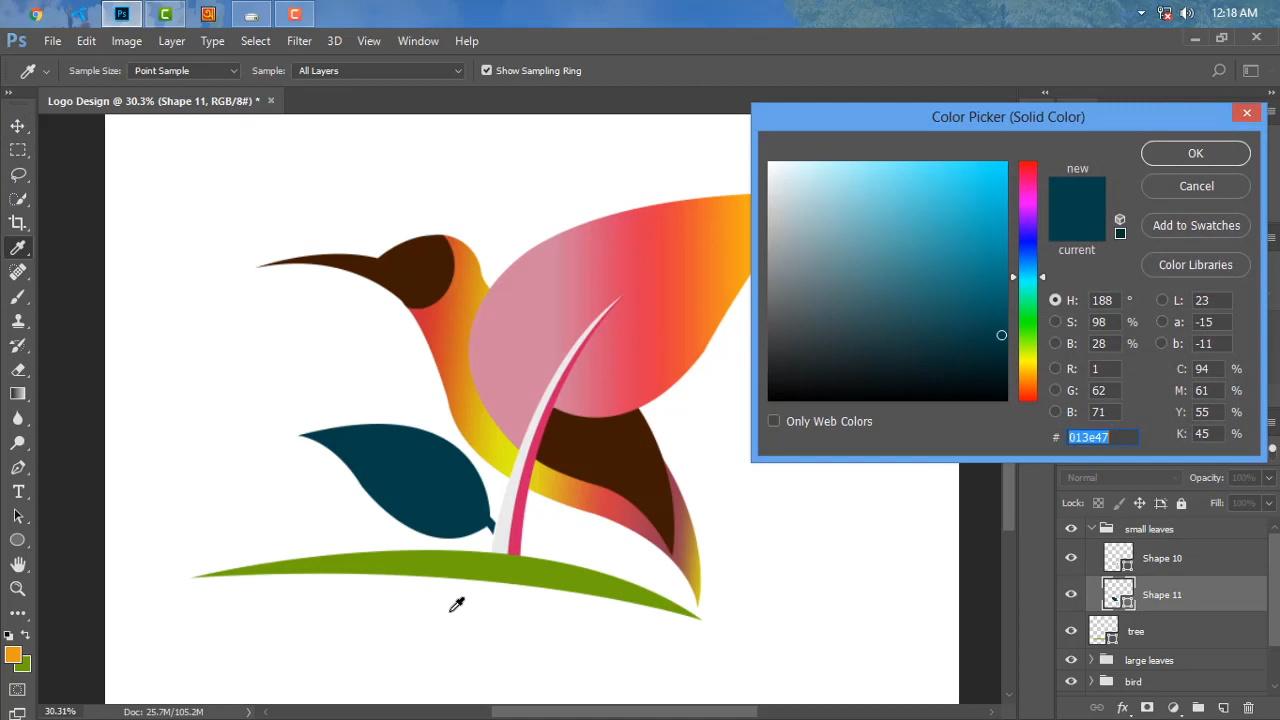 12:18 AM
Ps
Ps File Edit Image Layer Type Select Filter 3D View Window Help
Sample Size: Point Sample Sample: All Layers Show Sampling Ring
Logo Design @ 30.3% (Shape 11, RGB/8#) *
Color Picker (Solid Color)
new
current
OK
Cancel
Add to Swatches
Color Libraries
H: 188 ° L: 23
S: 98 % a: -15
B: 28 % b: -11
R: 1 C: 94 %
G: 62 M: 61 %
B: 71 Y: 55 %
# 013e47 K: 45 %
Only Web Colors
Normal Opacity: 100%
Lock: Fill: 100%
small leaves
Shape 10
Shape 11
tree
large leaves
bird
T
30.31% Doc: 25.7M/105.2M
fx